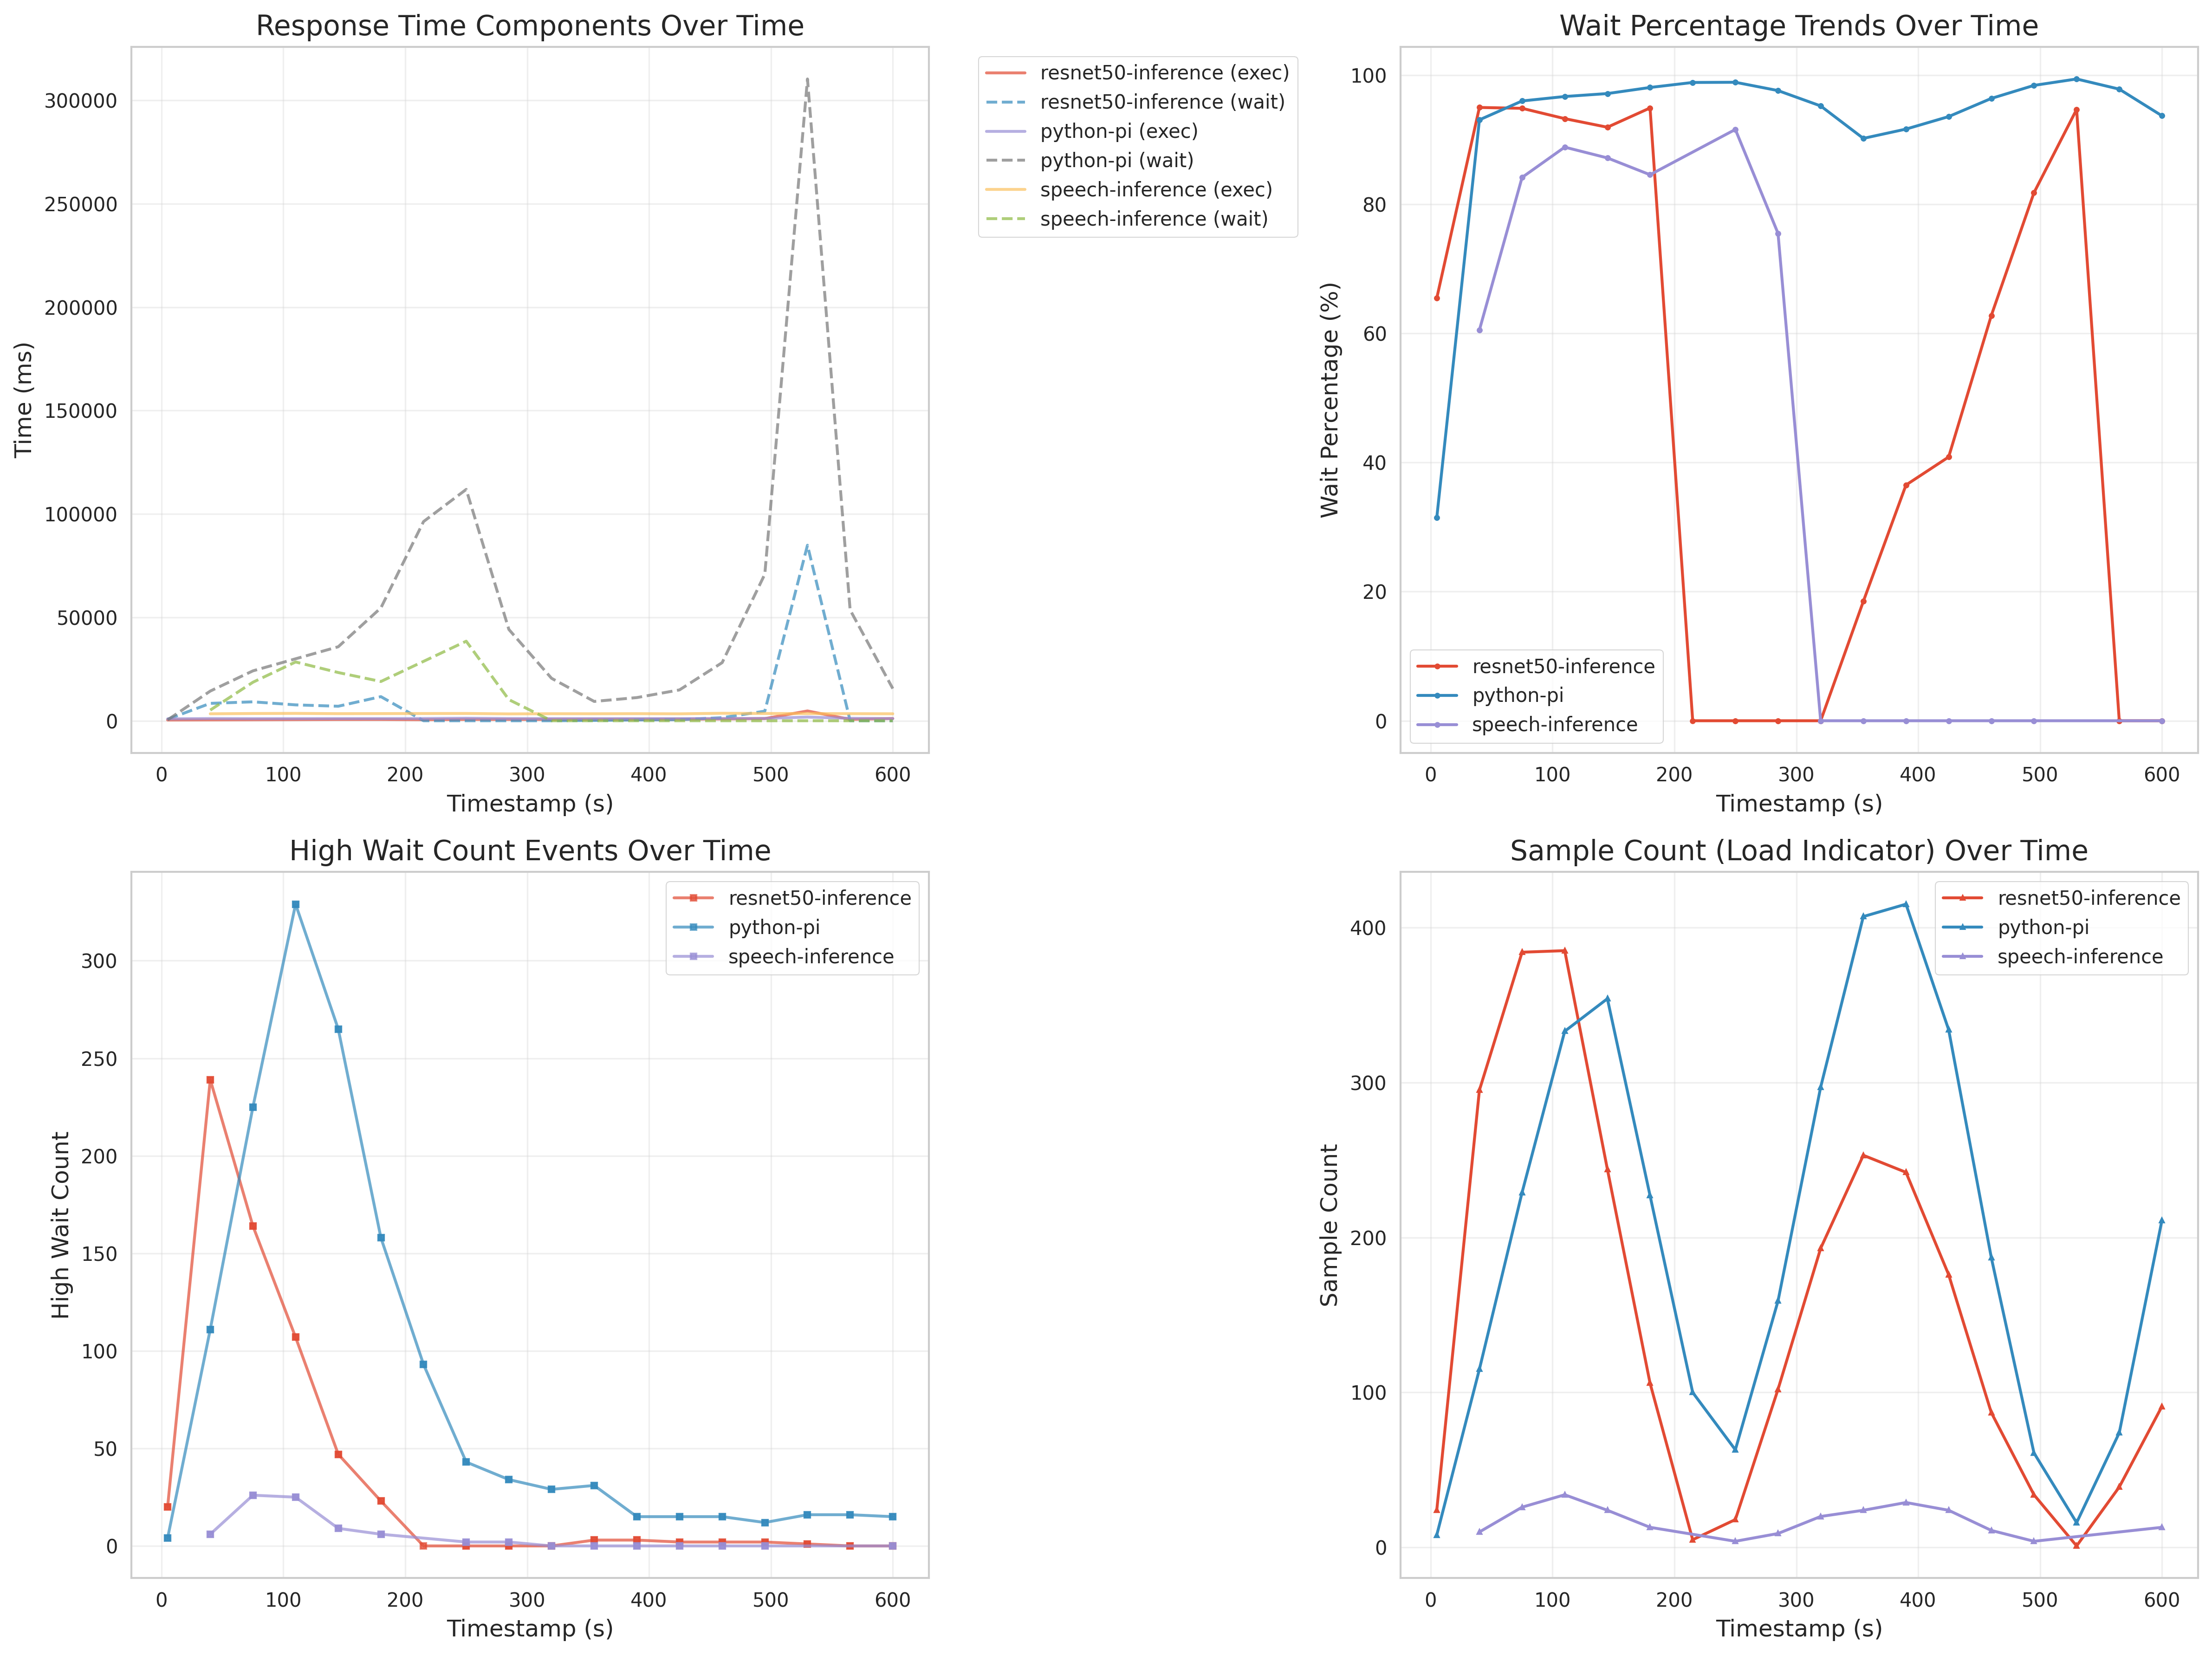 Response Time Components Over Time
Time (ms)
300000
250000
200000
150000
100000
50000
0
0 100 200 300 400 500 600
Timestamp (s)
resnet50-inference (exec)
resnet50-inference (wait)
python-pi (exec)
python-pi (wait)
speech-inference (exec)
speech-inference (wait)
Wait Percentage Trends Over Time
Wait Percentage (%)
100
80
60
40
20
0
resnet50-inference
python-pi
speech-inference
0 100 200 300 400 500 600
Timestamp (s)
High Wait Count Events Over Time
High Wait Count
300
250
200
150
100
50
0
resnet50-inference
python-pi
speech-inference
0 100 200 300 400 500 600
Timestamp (s)
Sample Count (Load Indicator) Over Time
Sample Count
400
300
200
100
0
resnet50-inference
python-pi
speech-inference
0 100 200 300 400 500 600
Timestamp (s)